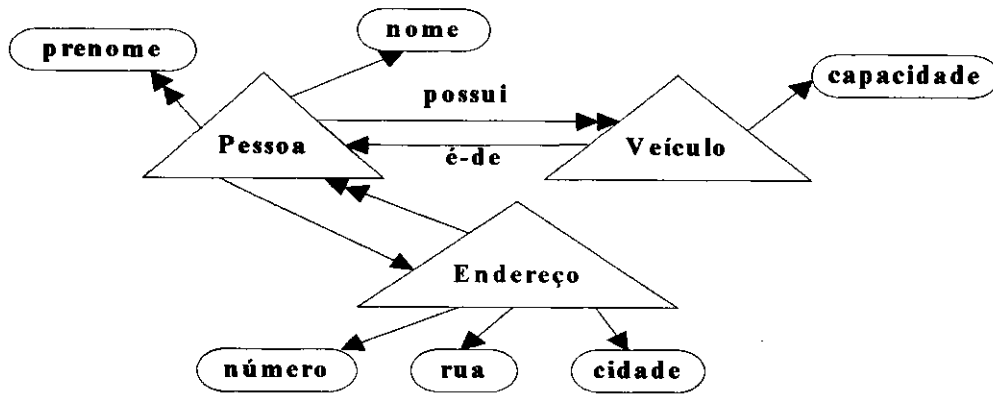 nome
prenome
capacidade
possui
Pessoa
é-de
Veículo
Endereço
número
rua
cidade